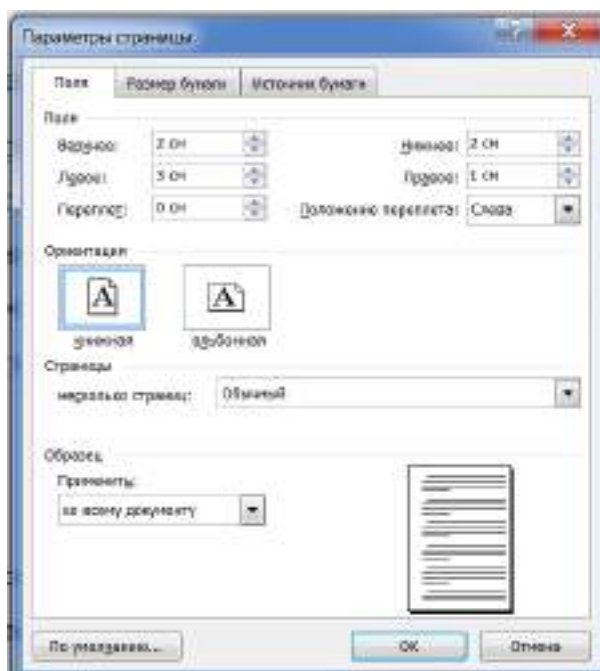 Параметры страницы
Поля Размер бумаги Источник бумаги
Поля
Верхнее: 2 см Нижнее: 2 см
Левое: 3 см Правое: 1 см
Переплет: 0 см Положение переплета: Слева
Ориентация
A A
книжная альбомная
Страницы
несколько страниц: Обычный
Образец
Применить:
ко всему документу
По умолчанию... ОК Отмена